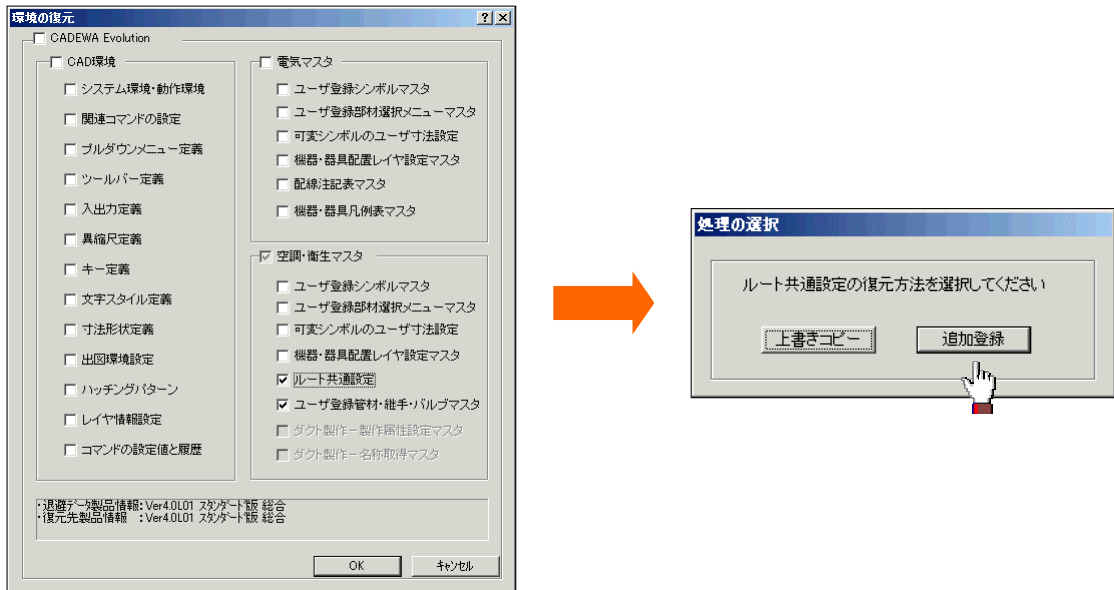 環境の復元
CADEWA Evolution
CAD環境
システム環境・動作環境
関連コマンドの設定
プルダウンメニュー定義
ツールバー定義
入出力定義
異縮尺定義
キー定義
文字スタイル定義
寸法形状定義
出図環境設定
ハッチングパターン
レイヤ情報設定
コマンドの設定値と履歴
電気マスタ
ユーザ登録シンボルマスタ
ユーザ登録部材選択メニューマスタ
可変シンボルのユーザ寸法設定
機器・器具配置レイヤ設定マスタ
配線注記表マスタ
機器・器具凡例表マスタ
空調・衛生マスタ
ユーザ登録シンボルマスタ
ユーザ登録部材選択メニューマスタ
可変シンボルのユーザ寸法設定
機器・器具配置レイヤ設定マスタ
ルート共通設定
ユーザ登録管材・継手・バルブマスタ
ダクト製作－製作属性設定マスタ
ダクト製作－名称取得マスタ
・退避データ製品情報：Ver4.0L01 スタンダード版 総合
・復元先製品情報　：Ver4.0L01 スタンダード版 総合
OK
キャンセル
処理の選択
ルート共通設定の復元方法を選択してください
上書きコピー
追加登録